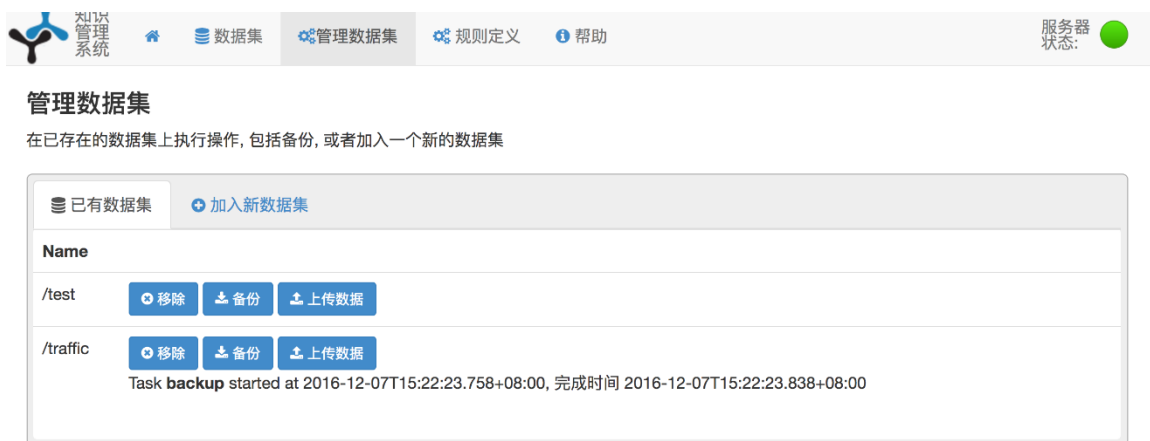 知识
管理
系统
数据集
管理数据集
规则定义
帮助
服务器
状态:
管理数据集
在已存在的数据集上执行操作, 包括备份, 或者加入一个新的数据集
已有数据集
加入新数据集
Name
/test
移除
备份
上传数据
/traffic
移除
备份
上传数据
Task backup started at 2016-12-07T15:22:23.758+08:00, 完成时间 2016-12-07T15:22:23.838+08:00